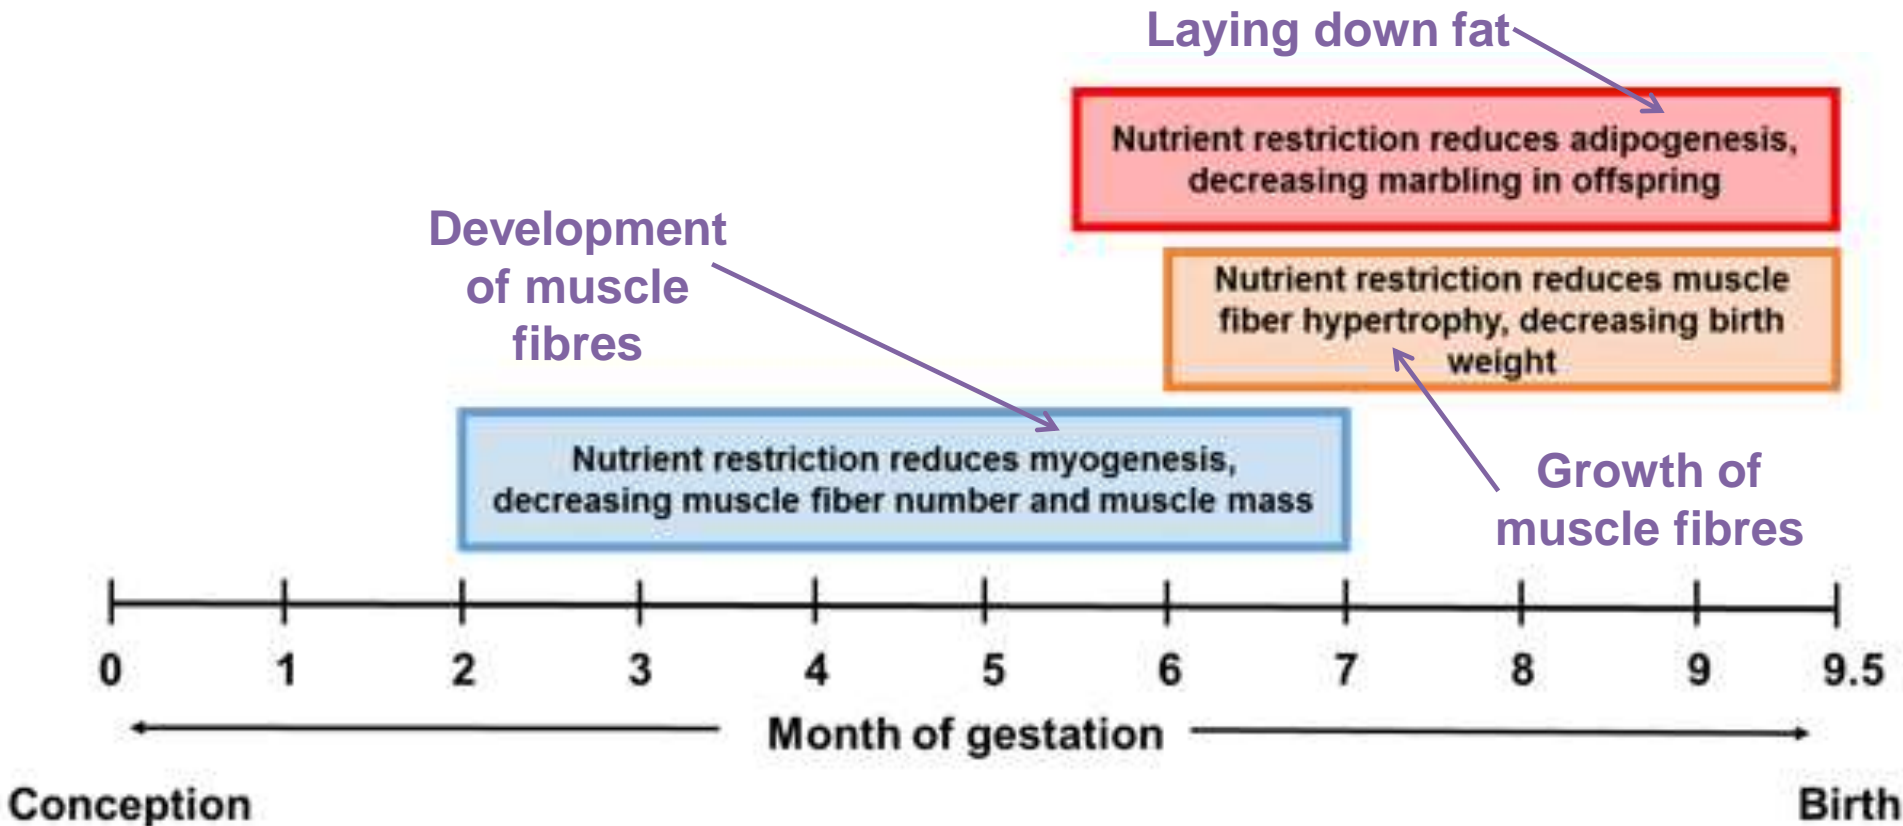 Laying down fat
Nutrient restriction reduces adipogenesis,
decreasing marbling in offspring
Development
of muscle
fibres
Nutrient restriction reduces muscle
fiber hypertrophy, decreasing birth
weight
Nutrient restriction reduces myogenesis,
decreasing muscle fiber number and muscle mass
Growth of
muscle fibres
0 1 2 3 4 5 6 7 8 9 9.5
Month of gestation
Conception Birth